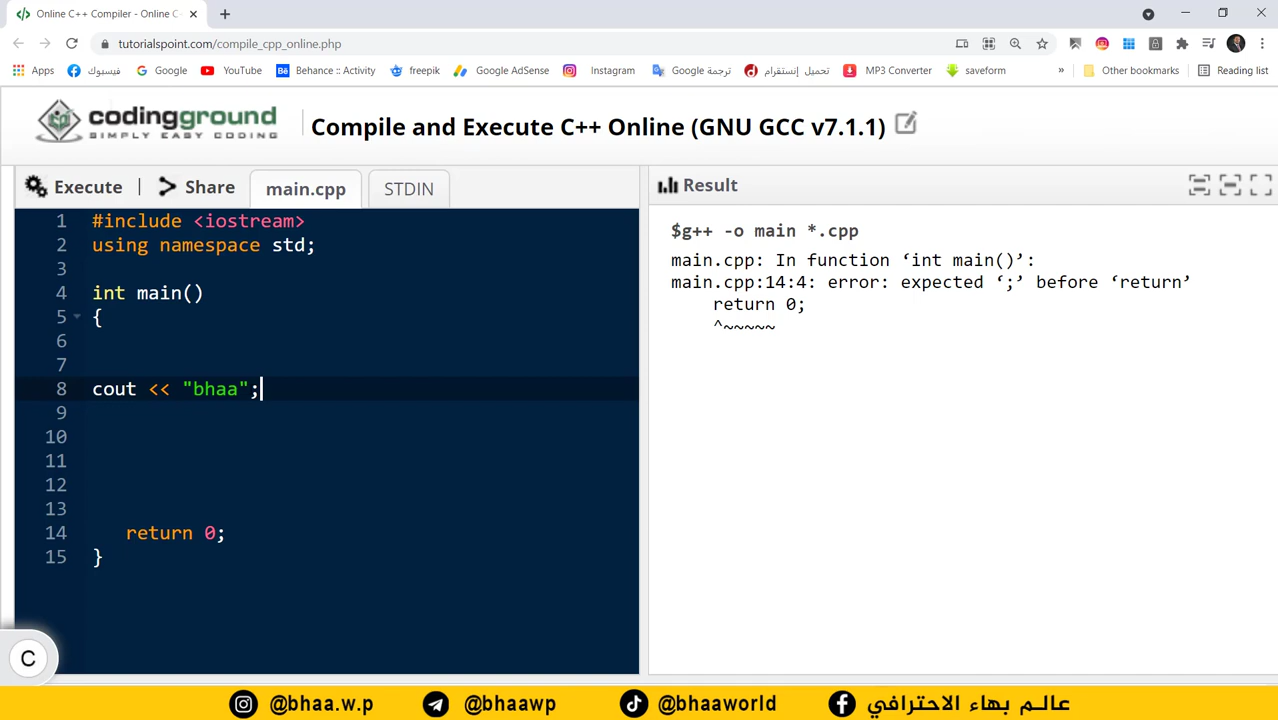 Online C++ Compiler - Online C
tutorialspoint.com/compile_cpp_online.php
Apps فيسبوك Google YouTube Behance :: Activity freepik Google AdSense Instagram ترجمة Google تحميل إنستقرام MP3 Converter saveform » Other bookmarks Reading list
codingground
SIMPLY EASY CODING
Compile and Execute C++ Online (GNU GCC v7.1.1)
Execute | Share main.cpp STDIN
Result
1 #include <iostream>
2 using namespace std;
3
4 int main()
5 {
6
7
8 cout << "bhaa";
9
10
11
12
13
14 return 0;
15 }
$g++ -o main *.cpp
main.cpp: In function ‘int main()’:
main.cpp:14:4: error: expected ‘;’ before ‘return’
return 0;
^~~~~~
C
@bhaa.w.p @bhaawp @bhaaworld عالم بهاء الاحترافي